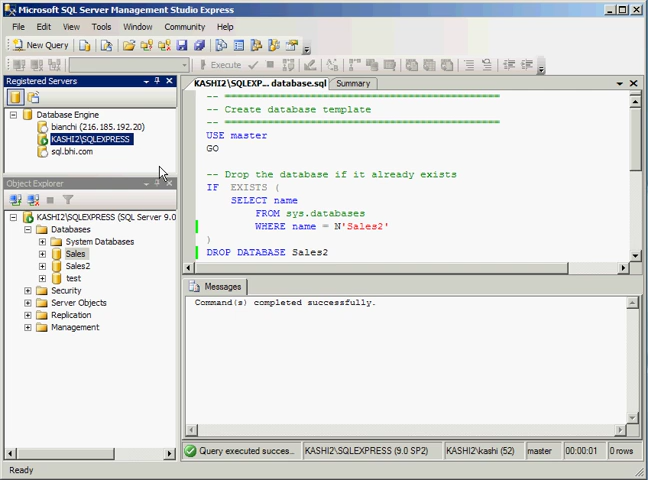 Microsoft SQL Server Management Studio Express
File Edit View Tools Window Community Help
New Query
Execute
Registered Servers
Database Engine
bianchi (216.185.192.20)
KASHI2\SQLEXPRESS
sql.bhi.com
Object Explorer
KASHI2\SQLEXPRESS (SQL Server 9.0
Databases
System Databases
Sales
Sales2
test
Security
Server Objects
Replication
Management
KASHI2\SQLEXP... database.sql Summary
-- =============================================
-- Create database template
-- =============================================
USE master
GO
-- Drop the database if it already exists
IF EXISTS (
SELECT name
FROM sys.databases
WHERE name = N'Sales2'
)
DROP DATABASE Sales2
Messages
Command(s) completed successfully.
Query executed succes... KASHI2\SQLEXPRESS (9.0 SP2) KASHI2\kashi (52) master 00:00:01 0 rows
Ready